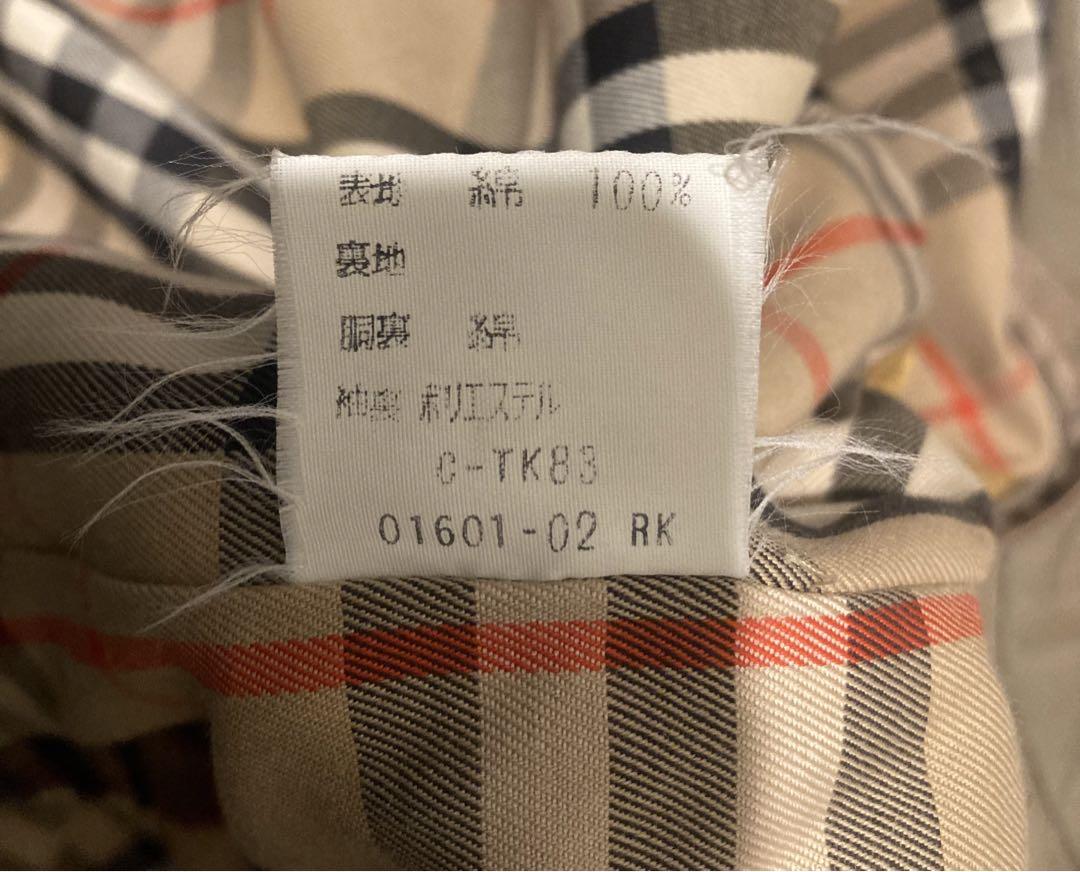 表地 綿 100%
裏地
胴裏 綿
袖裏 ポリエステル
C-TK83
01601-02 RK